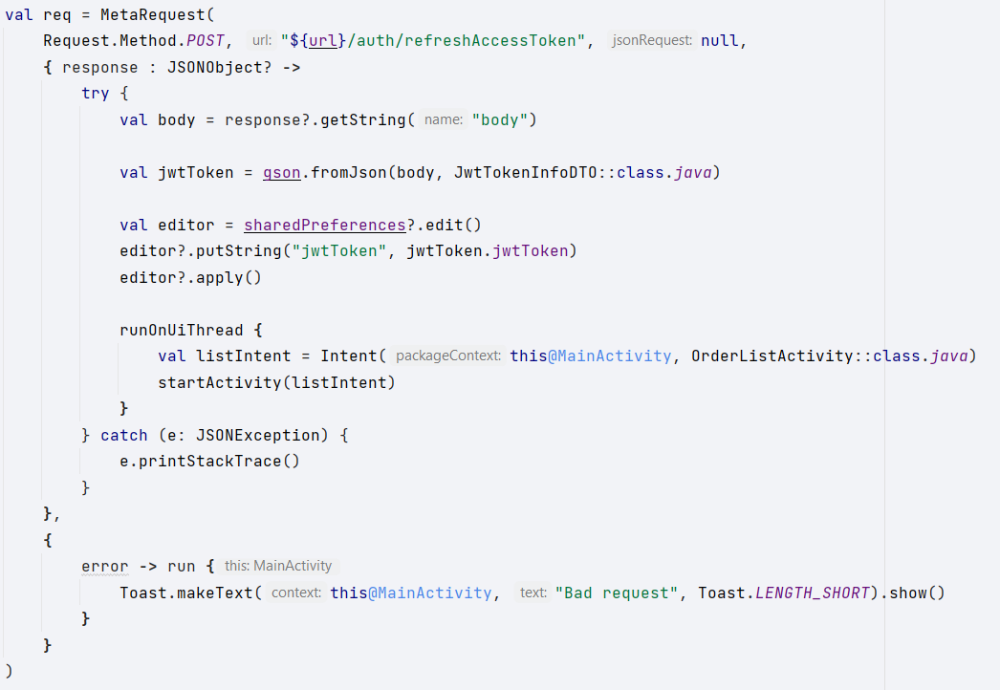 val req = MetaRequest(
    Request.Method.POST, url: "${url}/auth/refreshAccessToken", jsonRequest: null,
    { response : JSONObject? ->
        try {
            val body = response?.getString( name: "body")

            val jwtToken = gson.fromJson(body, JwtTokenInfoDTO::class.java)

            val editor = sharedPreferences?.edit()
            editor?.putString("jwtToken", jwtToken.jwtToken)
            editor?.apply()

            runOnUiThread {
                val listIntent = Intent( packageContext: this@MainActivity, OrderListActivity::class.java)
                startActivity(listIntent)
            }
        } catch (e: JSONException) {
            e.printStackTrace()
        }
    },
    {
        error -> run { this: MainActivity
            Toast.makeText( context: this@MainActivity, text: "Bad request", Toast.LENGTH_SHORT).show()
        }
    }
)